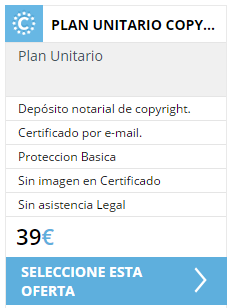 PLAN UNITARIO COPY...
Plan Unitario
Depósito notarial de copyright.
Certificado por e-mail.
Proteccion Basica
Sin imagen en Certificado
Sin asistencia Legal
39€
SELECCIONE ESTA
OFERTA